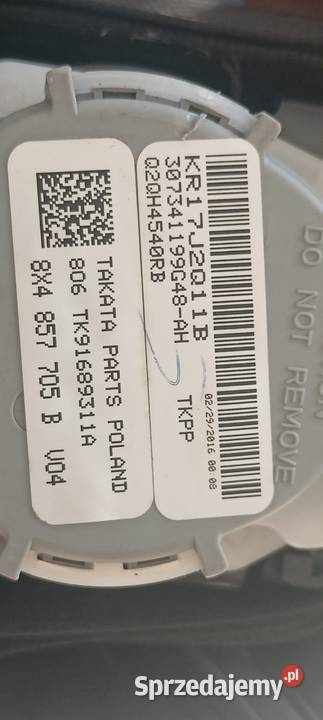 KR17J2Q11B
307341199G48-AH
Q2QH4540RB
TKPP
02/29/2016 00:08
TAKATA PARTS POLAND
806 TK91689311A
8X4 857 705 B V04
DO NOT REMOVE
Sprzedajemy.pl